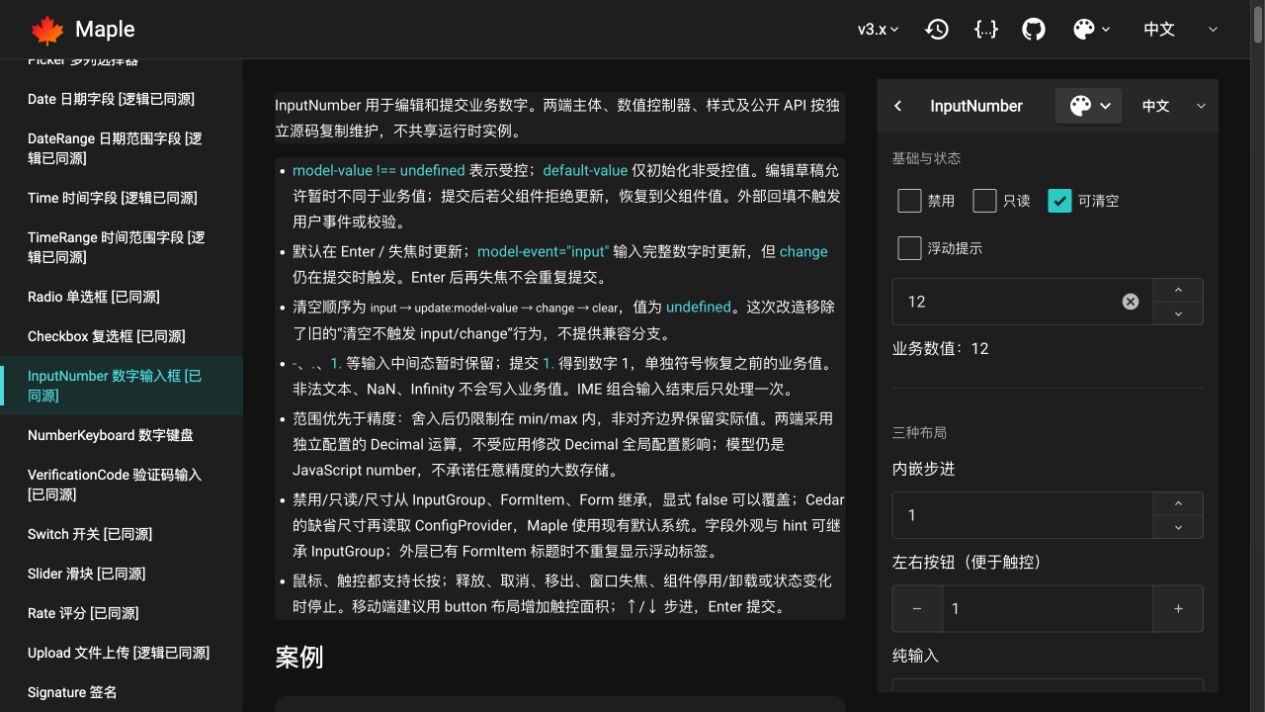 Maple
v3.x
{...}
中文
Picker 多列选择器
Date 日期字段 [逻辑已同源]
DateRange 日期范围字段 [逻
辑已同源]
Time 时间字段 [逻辑已同源]
TimeRange 时间范围字段 [逻
辑已同源]
Radio 单选框 [已同源]
Checkbox 复选框 [已同源]
InputNumber 数字输入框 [已
同源]
NumberKeyboard 数字键盘
VerificationCode 验证码输入
[已同源]
Switch 开关 [已同源]
Slider 滑块 [已同源]
Rate 评分 [已同源]
Upload 文件上传 [逻辑已同源]
Signature 签名
InputNumber 用于编辑和提交业务数字。两端主体、数值控制器、样式及公开 API 按独
立源码复制维护，不共享运行时实例。
• model-value !== undefined 表示受控；default-value 仅初始化非受控值。编辑草稿允
许暂时不同于业务值；提交后若父组件拒绝更新，恢复到父组件值。外部回填不触发
用户事件或校验。
• 默认在 Enter / 失焦时更新；model-event="input" 输入完整数字时更新，但 change
仍在提交时触发。Enter 后再失焦不会重复提交。
• 清空顺序为 input → update:model-value → change → clear，值为 undefined。这次改造移除
了旧的“清空不触发 input/change”行为，不提供兼容分支。
• -、.、1. 等输入中间态暂时保留；提交 1. 得到数字 1，单独符号恢复之前的业务值。
非法文本、NaN、Infinity 不会写入业务值。IME 组合输入结束后只处理一次。
• 范围优先于精度：舍入后仍限制在 min/max 内，非对齐边界保留实际值。两端采用
独立配置的 Decimal 运算，不受应用修改 Decimal 全局配置影响；模型仍是
JavaScript number，不承诺任意精度的大数存储。
• 禁用/只读/尺寸从 InputGroup、FormItem、Form 继承，显式 false 可以覆盖；Cedar
的缺省尺寸再读取 ConfigProvider，Maple 使用现有默认系统。字段外观与 hint 可继
承 InputGroup；外层已有 FormItem 标题时不重复显示浮动标签。
• 鼠标、触控都支持长按；释放、取消、移出、窗口失焦、组件停用/卸载或状态变化
时停止。移动端建议用 button 布局增加触控面积；↑/↓ 步进，Enter 提交。
案例
InputNumber
中文
基础与状态
禁用
只读
可清空
浮动提示
12
业务数值：12
三种布局
内嵌步进
1
左右按钮（便于触控）
− 1 +
纯输入